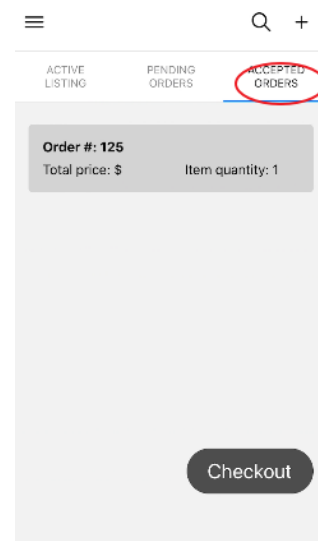 ACTIVE LISTING
PENDING ORDERS
ACCEPTED ORDERS
Order #: 125
Total price: $
Item quantity: 1
Checkout